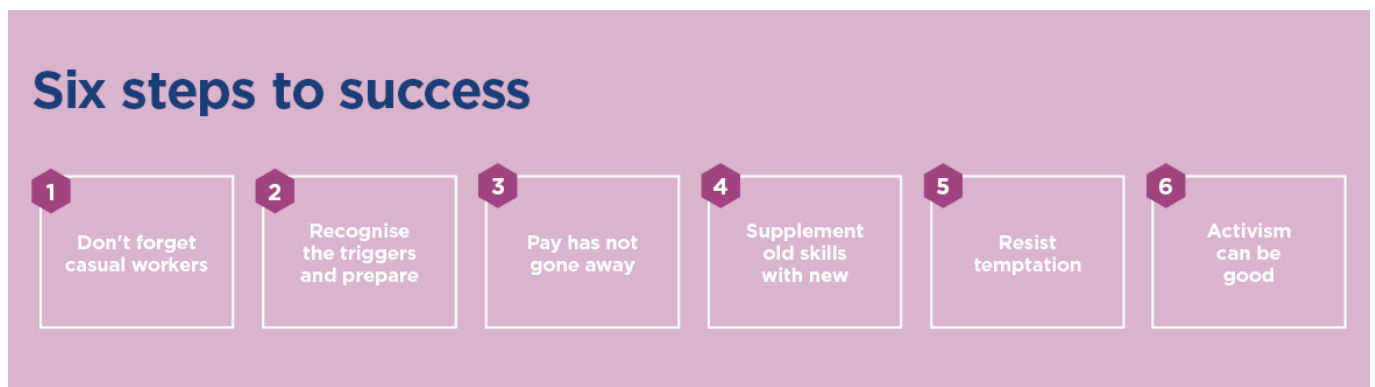 Six steps to success
1
Don't forget
casual workers
2
Recognise
the triggers
and prepare
3
Pay has not
gone away
4
Supplement
old skills
with new
5
Resist
temptation
6
Activism
can be
good